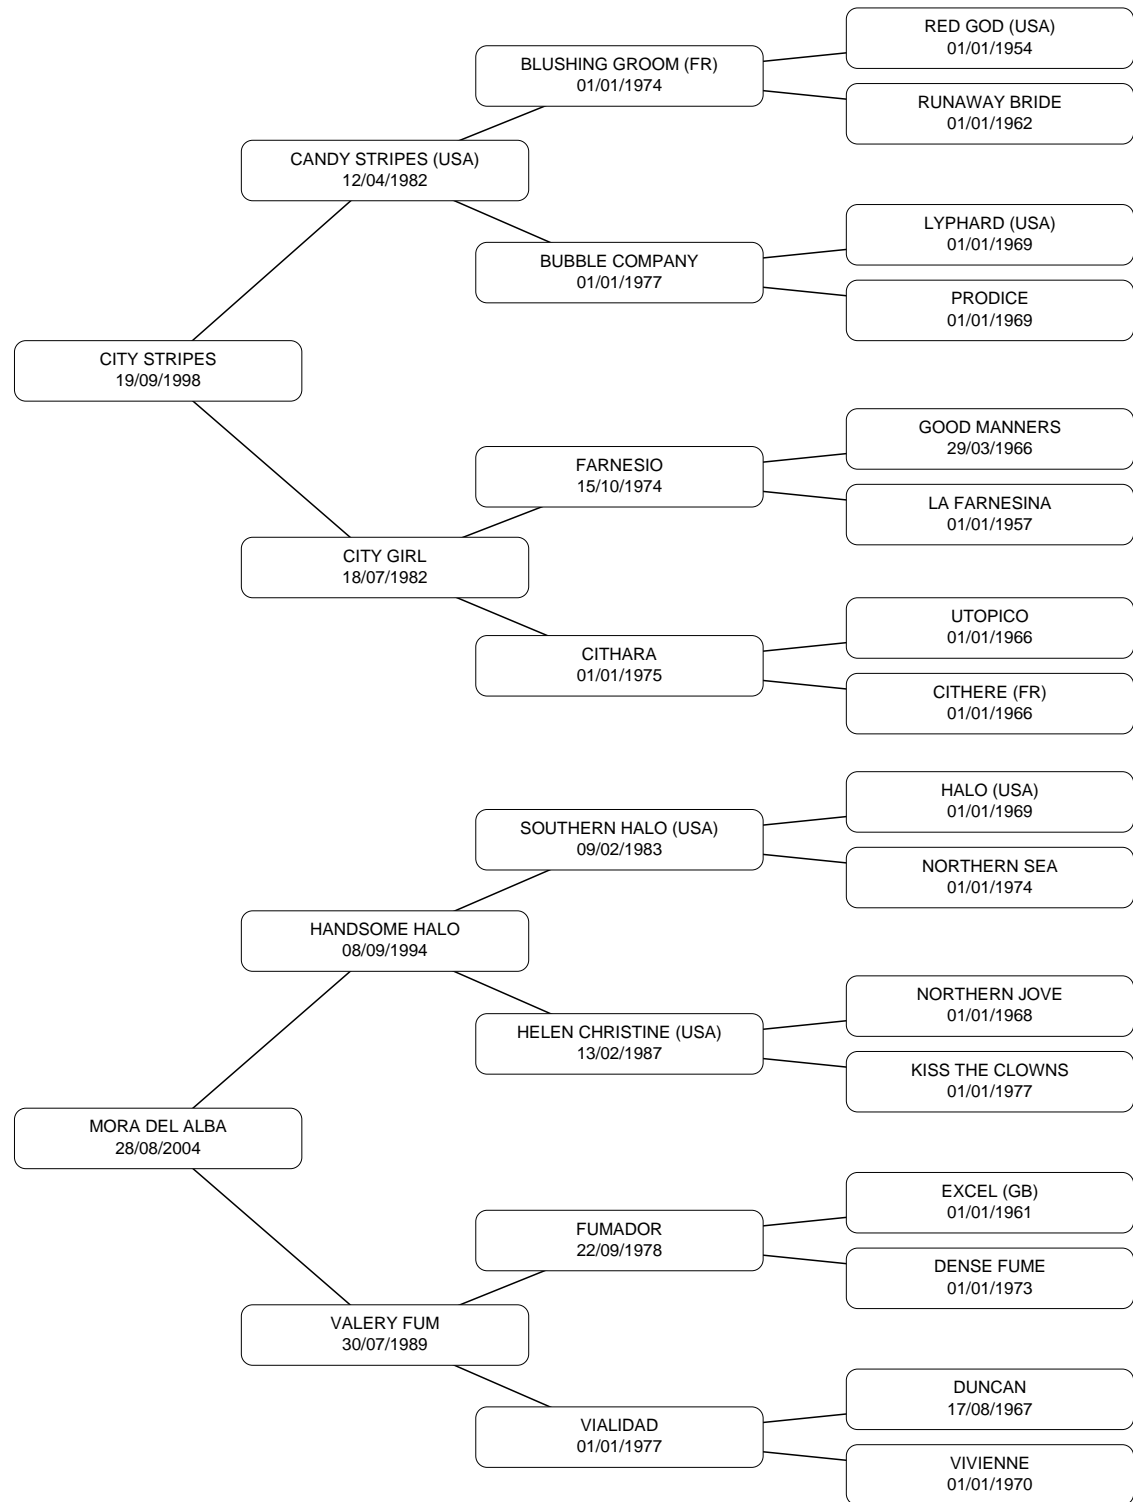 RED GOD (USA)
01/01/1954
BLUSHING GROOM (FR)
01/01/1974
RUNAWAY BRIDE
01/01/1962
CANDY STRIPES (USA)
12/04/1982
LYPHARD (USA)
01/01/1969
BUBBLE COMPANY
01/01/1977
PRODICE
01/01/1969
CITY STRIPES
19/09/1998
GOOD MANNERS
29/03/1966
FARNESIO
15/10/1974
LA FARNESINA
01/01/1957
CITY GIRL
18/07/1982
UTOPICO
01/01/1966
CITHARA
01/01/1975
CITHERE (FR)
01/01/1966
HALO (USA)
01/01/1969
SOUTHERN HALO (USA)
09/02/1983
NORTHERN SEA
01/01/1974
HANDSOME HALO
08/09/1994
NORTHERN JOVE
01/01/1968
HELEN CHRISTINE (USA)
13/02/1987
KISS THE CLOWNS
01/01/1977
MORA DEL ALBA
28/08/2004
EXCEL (GB)
01/01/1961
FUMADOR
22/09/1978
DENSE FUME
01/01/1973
VALERY FUM
30/07/1989
DUNCAN
17/08/1967
VIALIDAD
01/01/1977
VIVIENNE
01/01/1970